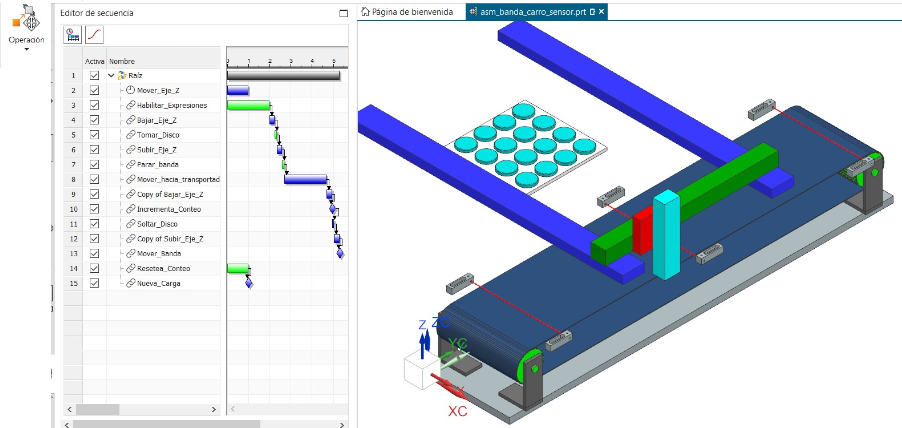 Operación
Editor de secuencia
Activa Nombre
0 1 2 3 4 5
1 Raíz
2 Mover_Eje_Z
3 Habilitar_Expresiones
4 Bajar_Eje_Z
5 Tomar_Disco
6 Subir_Eje_Z
7 Parar_banda
8 Mover_hacia_transportad
9 Copy of Bajar_Eje_Z
10 Incrementa_Conteo
11 Soltar_Disco
12 Copy of Subir_Eje_Z
13 Mover_Banda
14 Resetea_Conteo
15 Nueva_Carga
Página de bienvenida
asm_banda_carro_sensor.prt
Z
XC